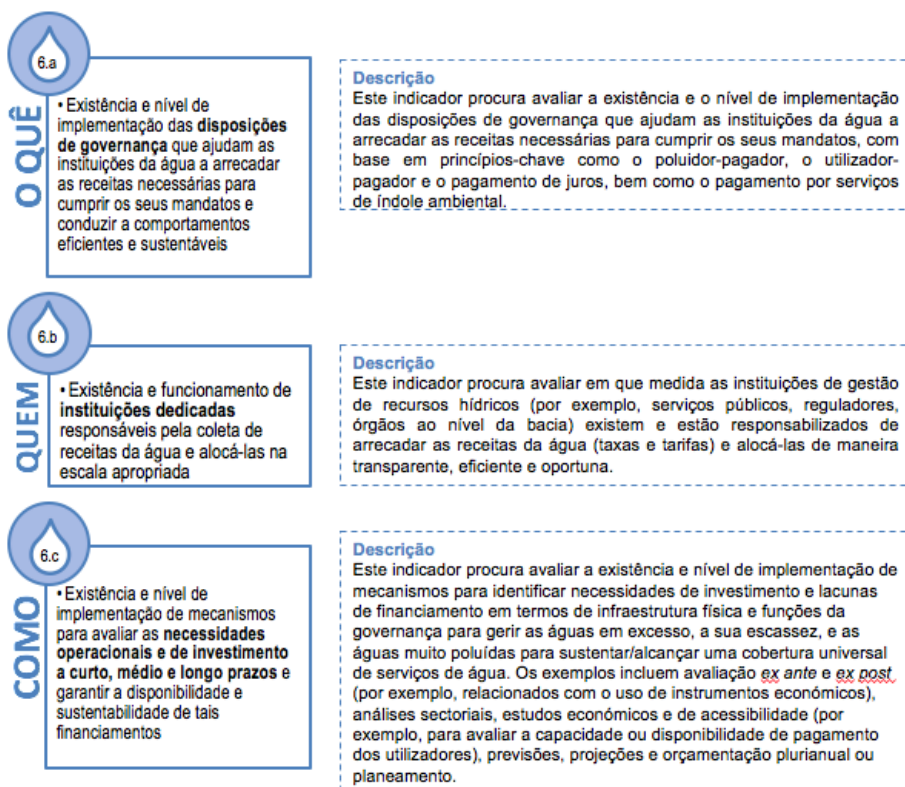 6.a
O QUÊ
• Existência e nível de
implementação das disposições
de governança que ajudam as
instituições da água a arrecadar
as receitas necessárias para
cumprir os seus mandatos e
conduzir a comportamentos
eficientes e sustentáveis
Descrição
Este indicador procura avaliar a existência e o nível de implementação
das disposições de governança que ajudam as instituições da água a
arrecadar as receitas necessárias para cumprir os seus mandatos, com
base em princípios-chave como o poluidor-pagador, o utilizador-
pagador e o pagamento de juros, bem como o pagamento por serviços
de índole ambiental.
6.b
QUEM
• Existência e funcionamento de
instituições dedicadas
responsáveis pela coleta de
receitas da água e alocá-las na
escala apropriada
Descrição
Este indicador procura avaliar em que medida as instituições de gestão
de recursos hídricos (por exemplo, serviços públicos, reguladores,
órgãos ao nível da bacia) existem e estão responsabilizados de
arrecadar as receitas da água (taxas e tarifas) e alocá-las de maneira
transparente, eficiente e oportuna.
6.c
COMO
• Existência e nível de
implementação de mecanismos
para avaliar as necessidades
operacionais e de investimento
a curto, médio e longo prazos e
garantir a disponibilidade e
sustentabilidade de tais
financiamentos
Descrição
Este indicador procura avaliar a existência e nível de implementação de
mecanismos para identificar necessidades de investimento e lacunas
de financiamento em termos de infraestrutura física e funções da
governança para gerir as águas em excesso, a sua escassez, e as
águas muito poluídas para sustentar/alcançar uma cobertura universal
de serviços de água. Os exemplos incluem avaliação ex ante e ex post
(por exemplo, relacionados com o uso de instrumentos económicos),
análises sectoriais, estudos económicos e de acessibilidade (por
exemplo, para avaliar a capacidade ou disponibilidade de pagamento
dos utilizadores), previsões, projeções e orçamentação plurianual ou
planeamento.